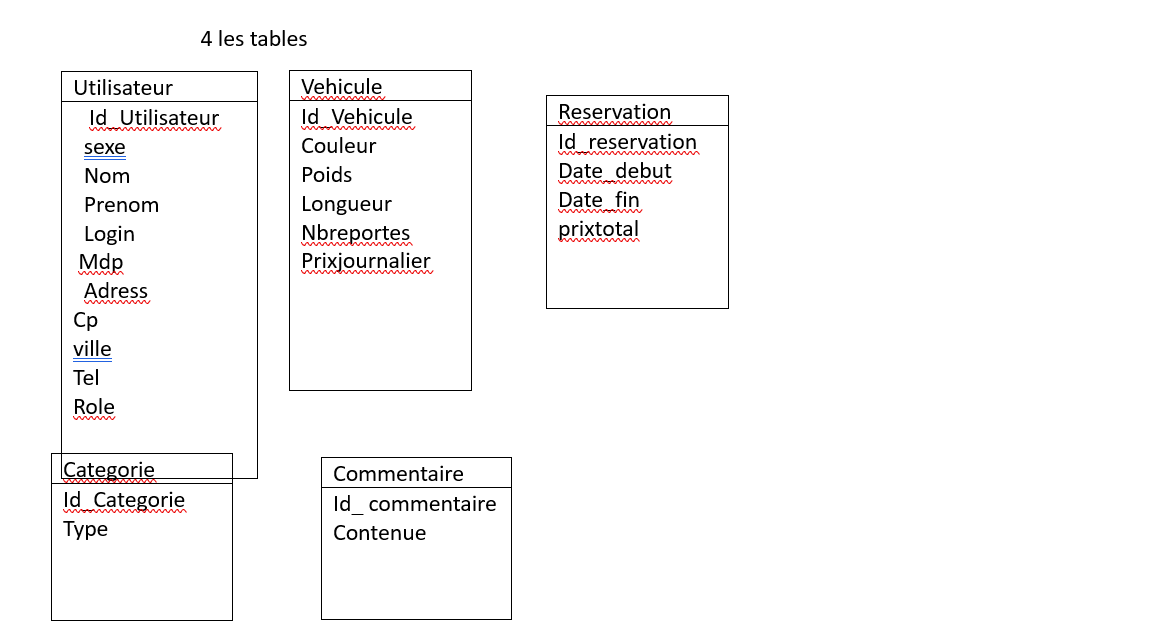 4 les tables
Utilisateur
Id_Utilisateur
sexe
Nom
Prenom
Login
Mdp
Adress
Cp
ville
Tel
Role
Vehicule
Id_Vehicule
Couleur
Poids
Longueur
Nbreportes
Prixjournalier
Reservation
Id_reservation
Date_debut
Date_fin
prixtotal
Categorie
Id_Categorie
Type
Commentaire
Id_ commentaire
Contenue